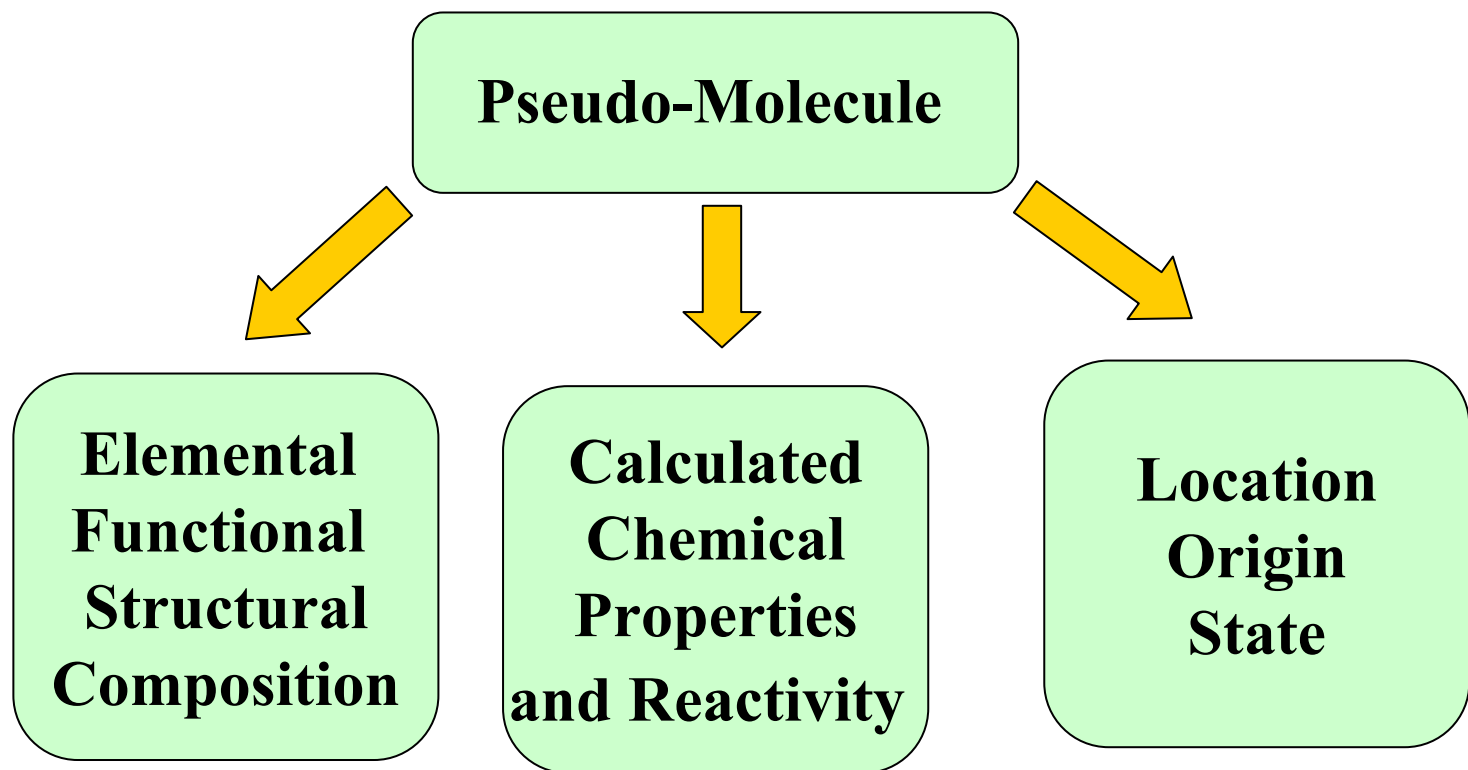 Pseudo-Molecule
Elemental
Functional
Structural
Composition
Calculated
Chemical
Properties
and Reactivity
Location
Origin
State